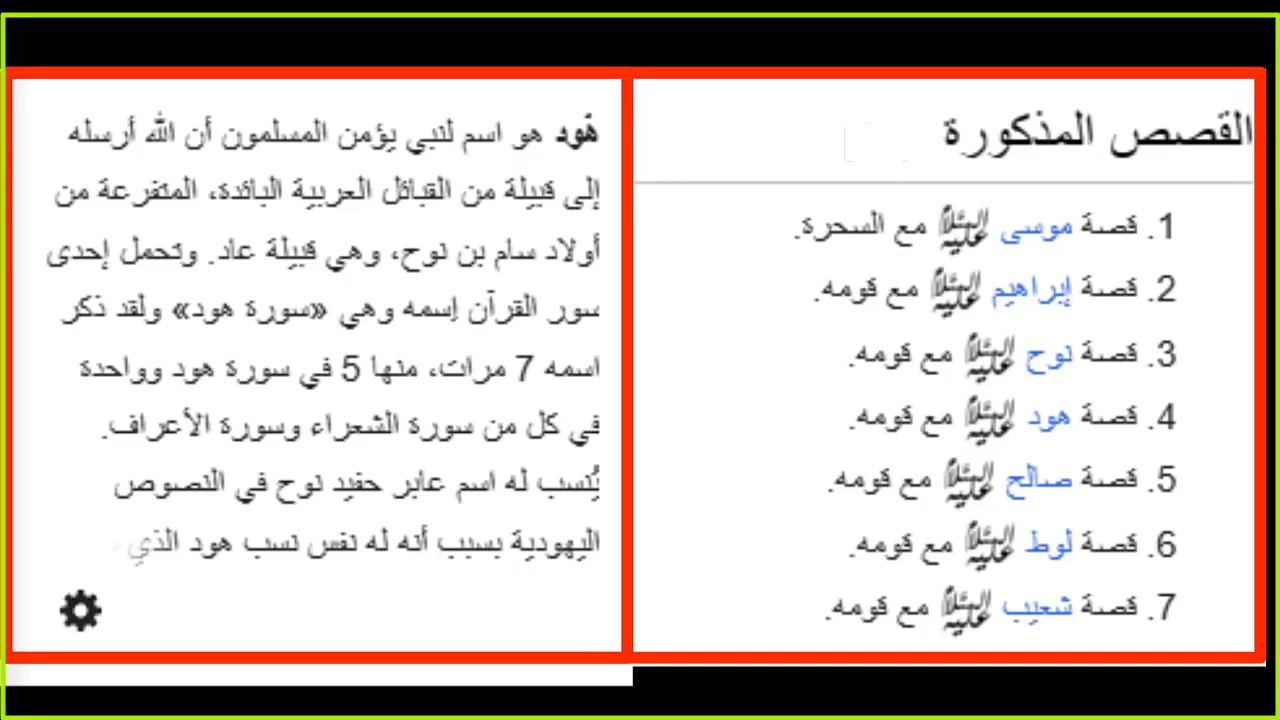 القصص المذكورة
1. قصة موسى عليه السلام مع السحرة.
2. قصة إبراهيم عليه السلام مع قومه.
3. قصة نوح عليه السلام مع قومه.
4. قصة هود عليه السلام مع قومه.
5. قصة صالح عليه السلام مع قومه.
6. قصة لوط عليه السلام مع قومه.
7. قصة شعيب عليه السلام مع قومه.
هُود هو اسم لنبي يؤمن المسلمون أن الله أرسله
إلى قبيلة من القبائل العربية البائدة، المتفرعة من
أولاد سام بن نوح، وهي قبيلة عاد. وتحمل إحدى
سور القرآن إسمه وهي «سورة هود» ولقد ذكر
اسمه 7 مرات، منها 5 في سورة هود وواحدة
في كل من سورة الشعراء وسورة الأعراف.
يُنسب له اسم عابر حفيد نوح في النصوص
اليهودية بسبب أنه له نفس نسب هود الذي